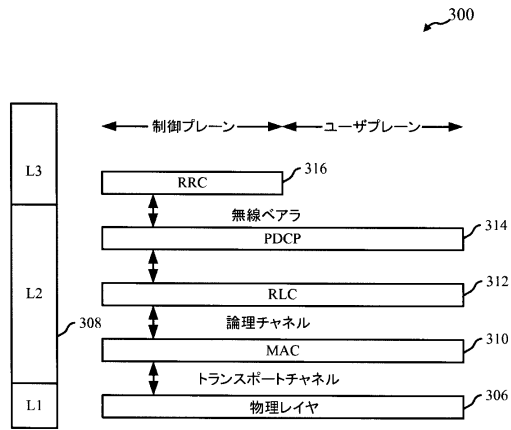 300
制御プレーン
ユーザプレーン
L3
RRC
316
無線ベアラ
PDCP
314
L2
RLC
312
308
論理チャネル
MAC
310
トランスポートチャネル
L1
物理レイヤ
306